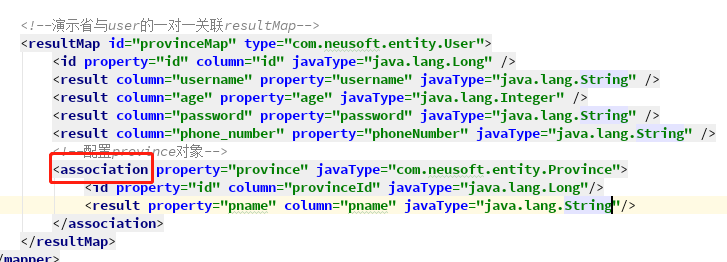 <!--演示省与user的一对一关联resultMap-->
<resultMap id="provinceMap" type="com.neusoft.entity.User">
<id property="id" column="id" javaType="java.lang.Long" />
<result column="username" property="username" javaType="java.lang.String" />
<result column="age" property="age" javaType="java.lang.Integer" />
<result column="password" property="password" javaType="java.lang.String" />
<result column="phone_number" property="phoneNumber" javaType="java.lang.String" />
<!--配置province对象-->
<association property="province" javaType="com.neusoft.entity.Province">
<id property="id" column="provinceId" javaType="java.lang.Long"/>
<result property="pname" column="pname" javaType="java.lang.String"/>
</association>
</resultMap>
</mapper>